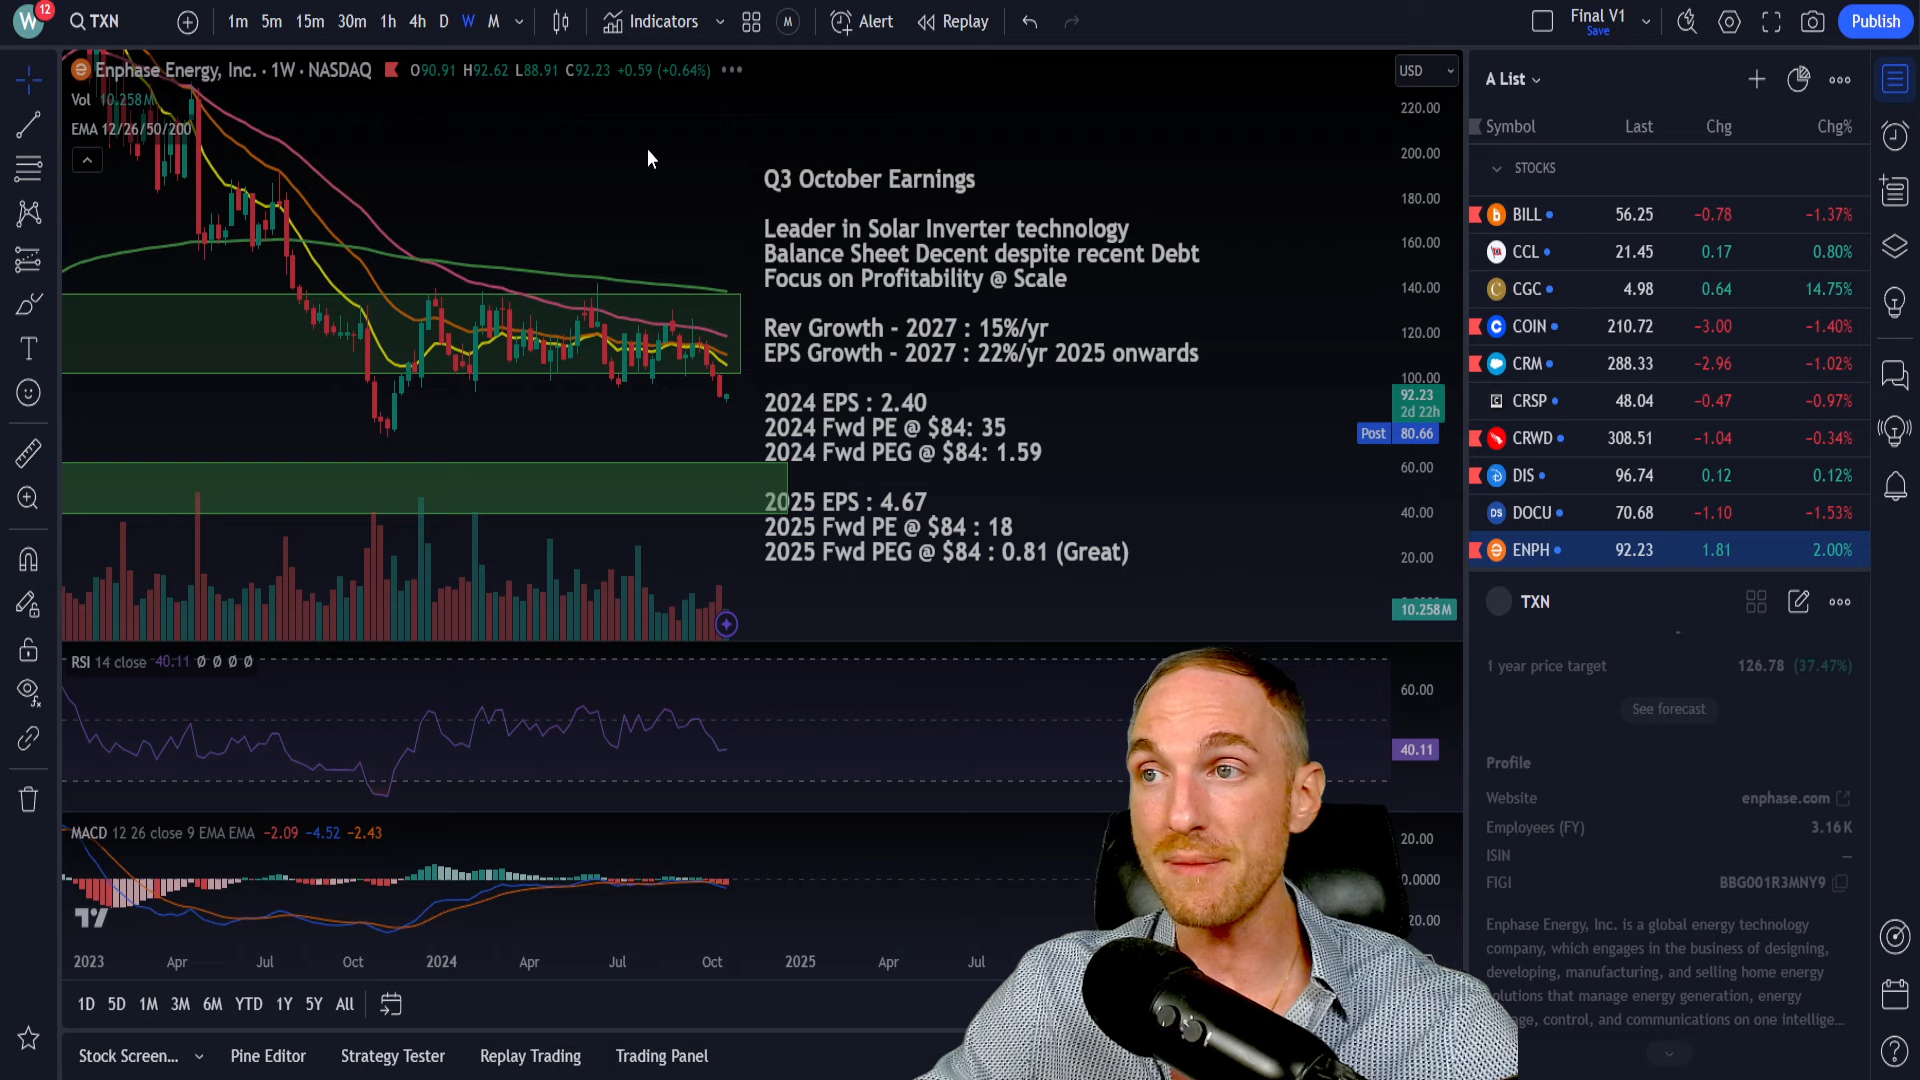 W
12
TXN
1m 5m 15m 30m 1h 4h D W M
Indicators
M
Alert
Replay
Final V1
Save
Publish
Enphase Energy, Inc. · 1W · NASDAQ
O90.91 H92.62 L88.91 C92.23 +0.59 (+0.64%)
Vol 10.258M
EMA 12/26/50/200
USD
220.00
200.00
180.00
160.00
140.00
120.00
100.00
92.23
2d 22h
Post 80.66
60.00
40.00
20.00
10.258M
Q3 October Earnings
Leader in Solar Inverter technology
Balance Sheet Decent despite recent Debt
Focus on Profitability @ Scale
Rev Growth - 2027 : 15%/yr
EPS Growth - 2027 : 22%/yr 2025 onwards
2024 EPS : 2.40
2024 Fwd PE @ $84: 35
2024 Fwd PEG @ $84: 1.59
2025 EPS : 4.67
2025 Fwd PE @ $84 : 18
2025 Fwd PEG @ $84 : 0.81 (Great)
RSI 14 close 40.11 Ø Ø Ø Ø
60.00
40.11
MACD 12 26 close 9 EMA EMA −2.09 −4.52 −2.43
20.00
0.0000
20.00
2023 Apr Jul Oct 2024 Apr Jul Oct 2025 Apr Jul
1D 5D 1M 3M 6M YTD 1Y 5Y All
Stock Screen... Pine Editor Strategy Tester Replay Trading Trading Panel
A List
Symbol Last Chg Chg%
STOCKS
BILL 56.25 −0.78 −1.37%
CCL 21.45 0.17 0.80%
CGC 4.98 0.64 14.75%
COIN 210.72 −3.00 −1.40%
CRM 288.33 −2.96 −1.02%
CRSP 48.04 −0.47 −0.97%
CRWD 308.51 −1.04 −0.34%
DIS 96.74 0.12 0.12%
DOCU 70.68 −1.10 −1.53%
ENPH 92.23 1.81 2.00%
TXN
1 year price target 126.78 (37.47%)
See forecast
Profile
Website enphase.com
Employees (FY) 3.16K
ISIN —
FIGI BBG001R3MNY9
Enphase Energy, Inc. is a global energy technology
company, which engages in the business of designing,
developing, manufacturing, and selling home energy
olutions that manage energy generation, energy
ge, control, and communications on one intellige...